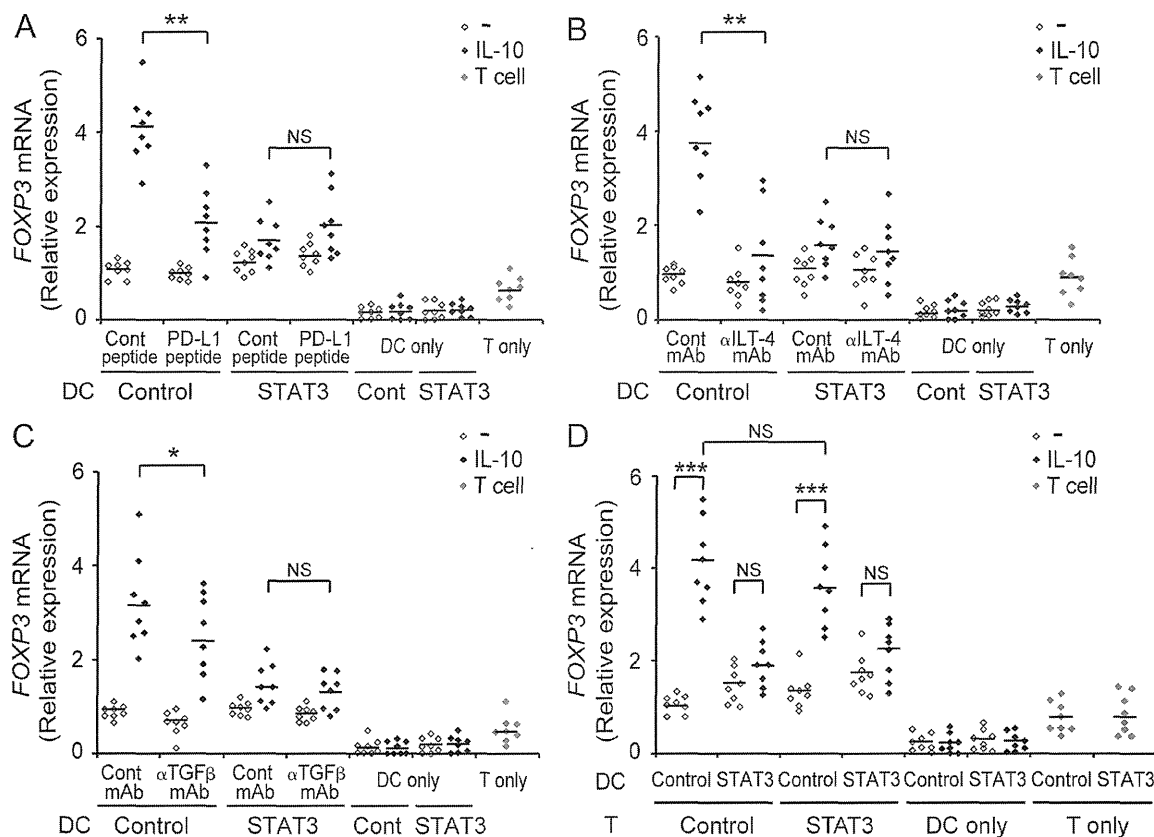 A
FOXP3 mRNA
(Relative expression)
6
4
2
0
**
NS
–
IL-10
T cell
Cont peptide PD-L1 peptide Cont peptide PD-L1 peptide DC only T only
DC Control STAT3 Cont STAT3
B
FOXP3 mRNA
(Relative expression)
6
4
2
0
**
NS
–
IL-10
T cell
Cont mAb αILT-4 mAb Cont mAb αILT-4 mAb DC only T only
DC Control STAT3 Cont STAT3
C
FOXP3 mRNA
(Relative expression)
6
4
2
0
*
NS
–
IL-10
T cell
Cont mAb αTGFβ mAb Cont mAb αTGFβ mAb DC only T only
DC Control STAT3 Cont STAT3
D
FOXP3 mRNA
(Relative expression)
6
4
2
0
NS
***
***
NS
NS
–
IL-10
T cell
DC Control STAT3 Control STAT3 Control STAT3 Control STAT3
T Control STAT3 DC only T only